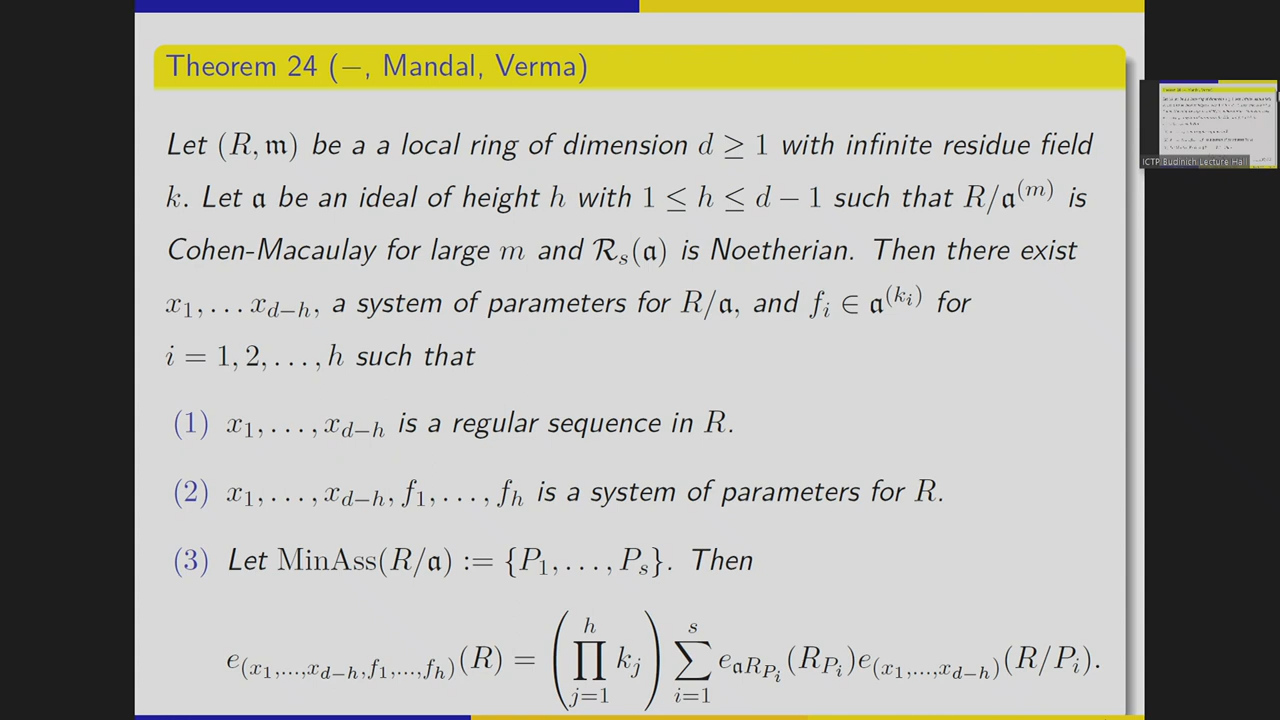 Theorem 24 (−, Mandal, Verma)
Let (R, 𝔪) be a a local ring of dimension d ≥ 1 with infinite residue field
k. Let 𝔞 be an ideal of height h with 1 ≤ h ≤ d − 1 such that R/𝔞^{(m)} is
Cohen-Macaulay for large m and ℛ_s(𝔞) is Noetherian. Then there exist
x_1, … x_{d−h}, a system of parameters for R/𝔞, and f_i ∈ 𝔞^{(k_i)} for
i = 1, 2, …, h such that
(1) x_1, …, x_{d−h} is a regular sequence in R.
(2) x_1, …, x_{d−h}, f_1, …, f_h is a system of parameters for R.
(3) Let MinAss(R/𝔞) := {P_1, …, P_s}. Then
e_{(x_1,…,x_{d−h},f_1,…,f_h)}(R) = (∏_{j=1}^{h} k_j) ∑_{i=1}^{s} e_{𝔞R_{P_i}}(R_{P_i})e_{(x_1,…,x_{d−h})}(R/P_i).
ICTP Budinich Lecture Hall